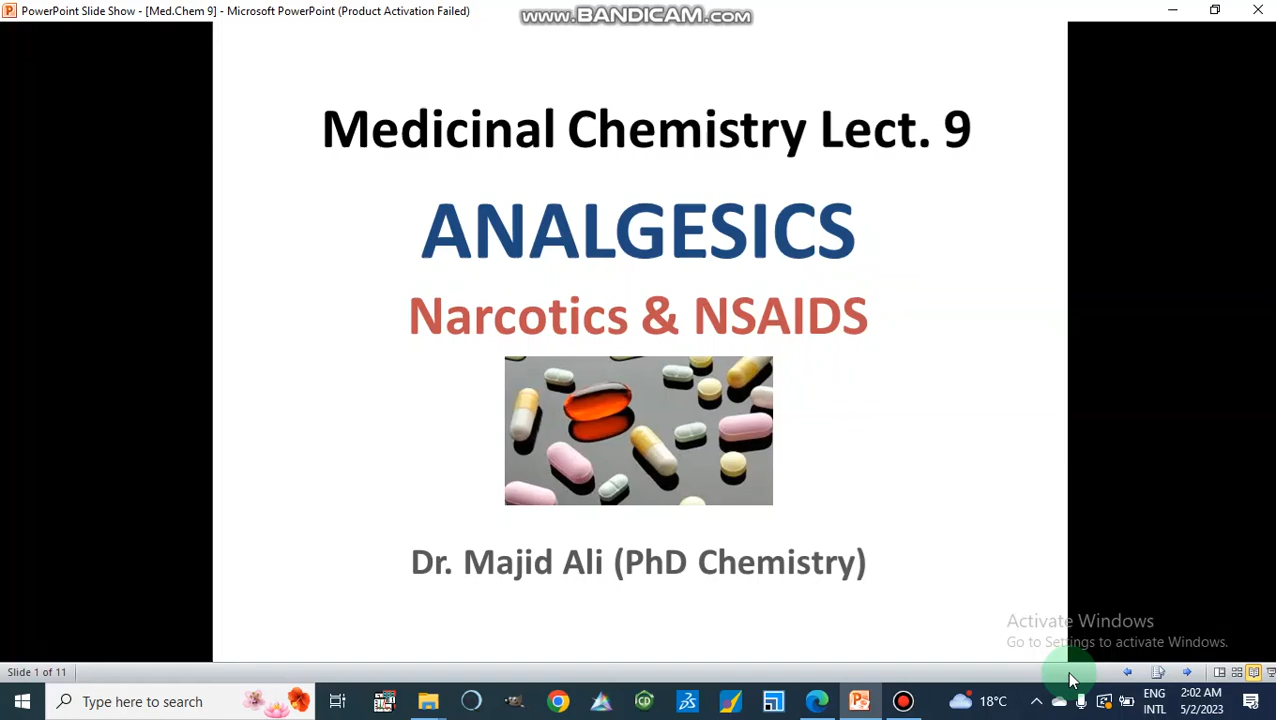 PowerPoint Slide Show - [Med.Chem 9] - Microsoft PowerPoint (Product Activation Failed)
www.BANDICAM.com
Medicinal Chemistry Lect. 9
ANALGESICS
Narcotics & NSAIDS
Dr. Majid Ali (PhD Chemistry)
Activate Windows
Go to Settings to activate Windows.
Slide 1 of 11
Type here to search
18°C
ENG
INTL
2:02 AM
5/2/2023